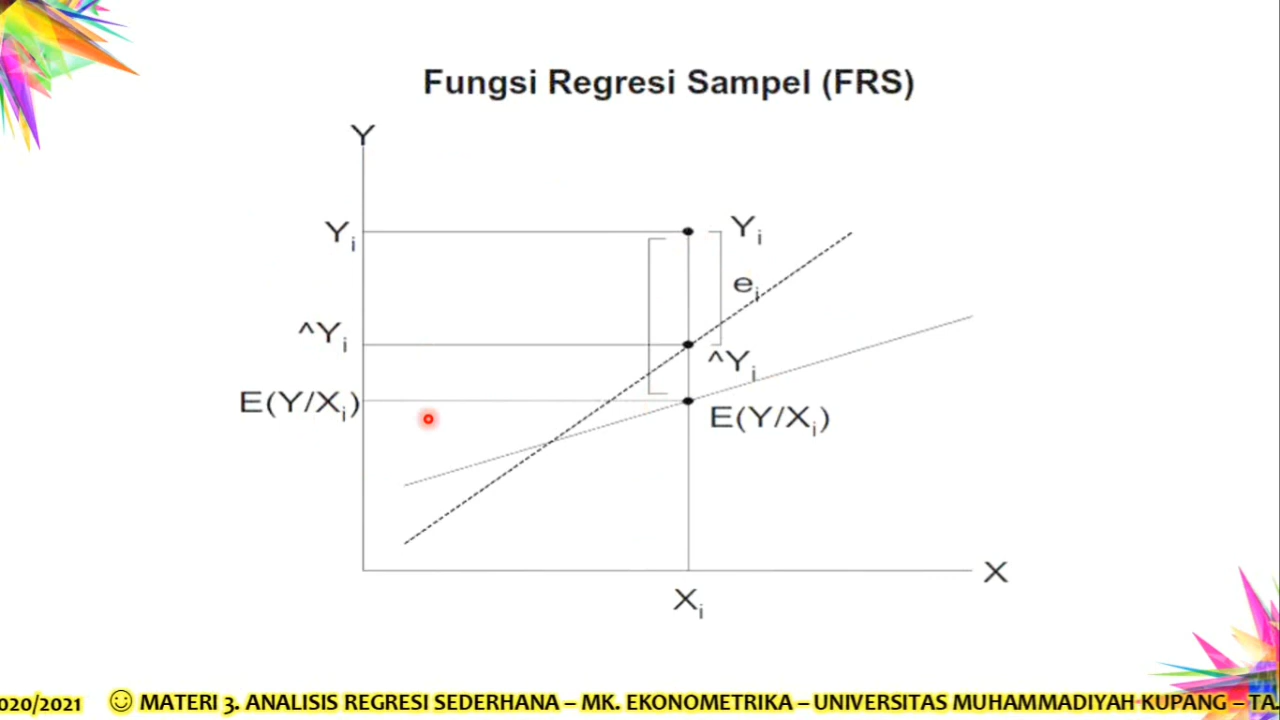 Fungsi Regresi Sampel (FRS)
Y
Yi
Yi
ei
^Yi
^Yi
E(Y/Xi)
E(Y/Xi)
X
Xi
020/2021 ☺ MATERI 3. ANALISIS REGRESI SEDERHANA – MK. EKONOMETRIKA – UNIVERSITAS MUHAMMADIYAH KUPANG – TA